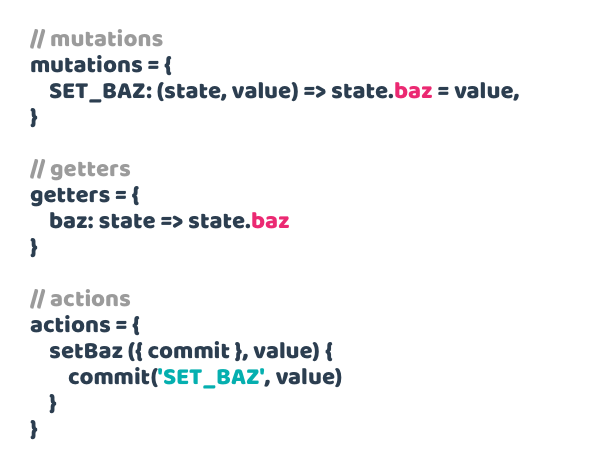 // mutations
mutations = {
SET_BAZ: (state, value) => state.baz = value,
}
// getters
getters = {
baz: state => state.baz
}
// actions
actions = {
setBaz ({ commit }, value) {
commit('SET_BAZ', value)
}
}